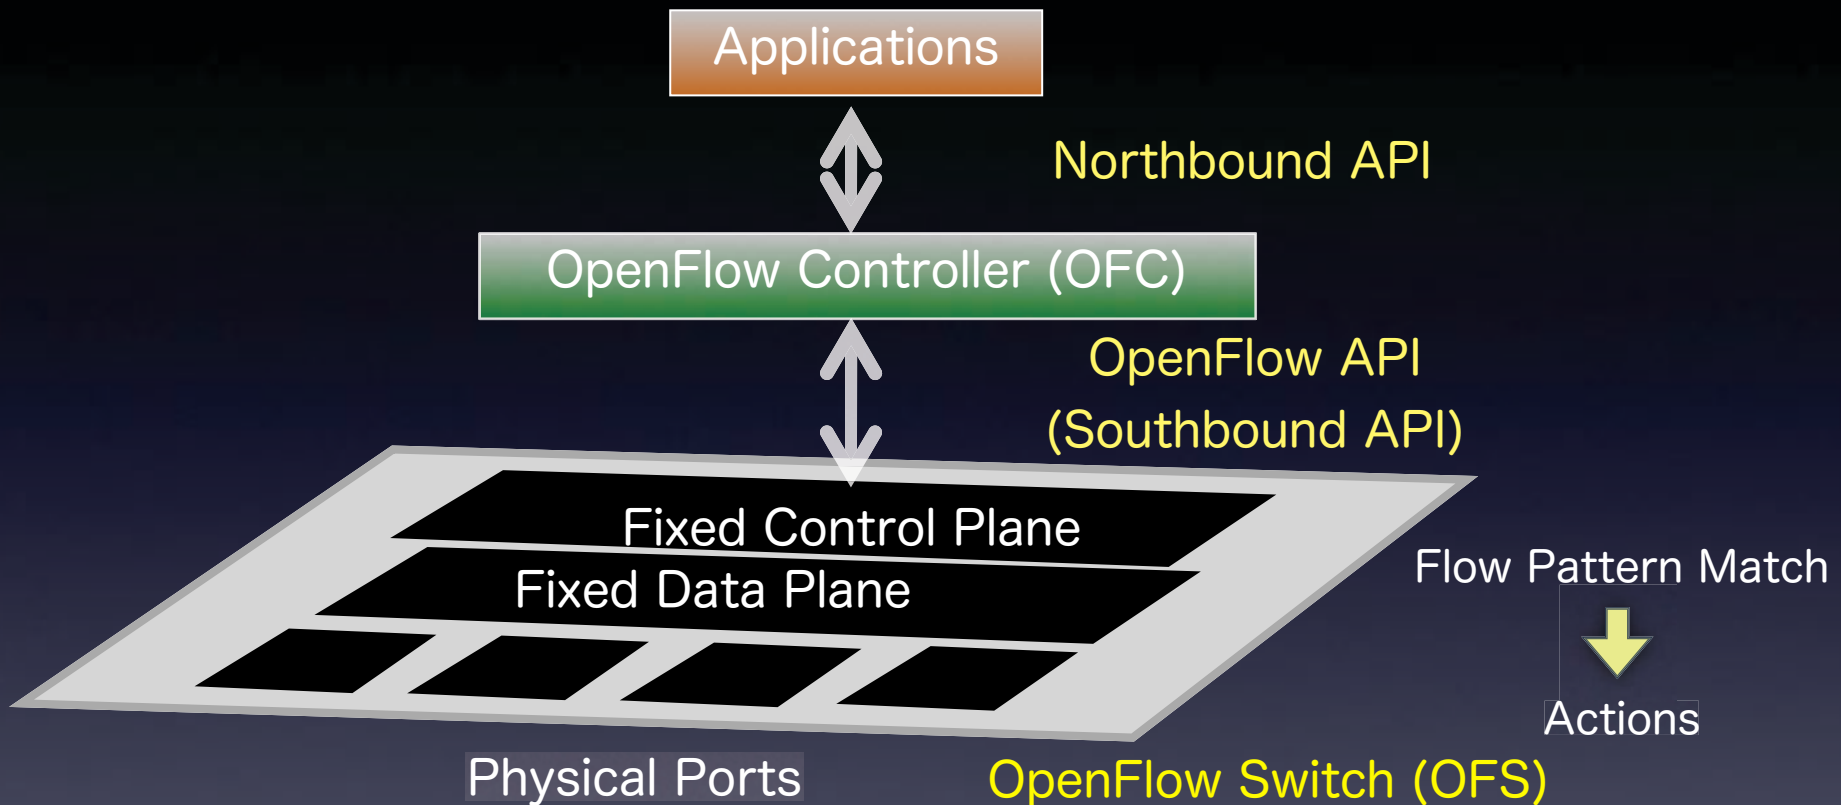 Applications
Northbound API
OpenFlow Controller (OFC)
OpenFlow API
(Southbound API)
Fixed Control Plane
Fixed Data Plane
Flow Pattern Match
Actions
Physical Ports
OpenFlow Switch (OFS)